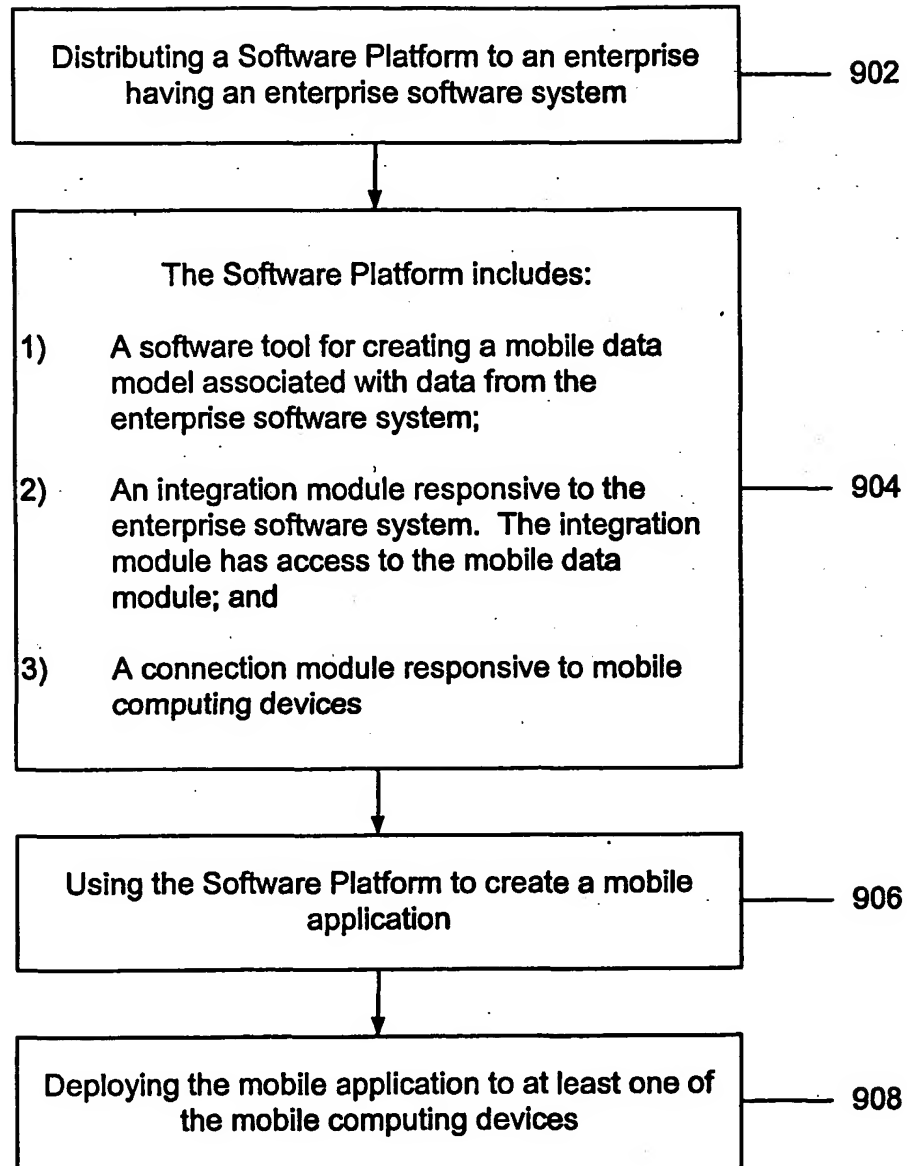 Distributing a Software Platform to an enterprise
having an enterprise software system
902
The Software Platform includes:
1) A software tool for creating a mobile data
model associated with data from the
enterprise software system;
2) An integration module responsive to the
enterprise software system. The integration
module has access to the mobile data
module; and
904
3) A connection module responsive to mobile
computing devices
Using the Software Platform to create a mobile
application
906
Deploying the mobile application to at least one of
the mobile computing devices
908